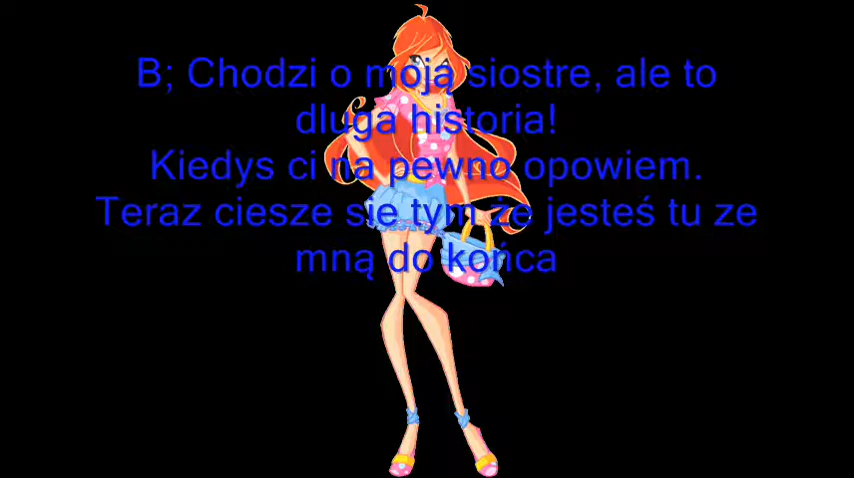 B; Chodzi o moją siostre, ale to
dluga historia!
Kiedys ci na pewno opowiem.
Teraz ciesze sie tym że jesteś tu ze
mną do końca